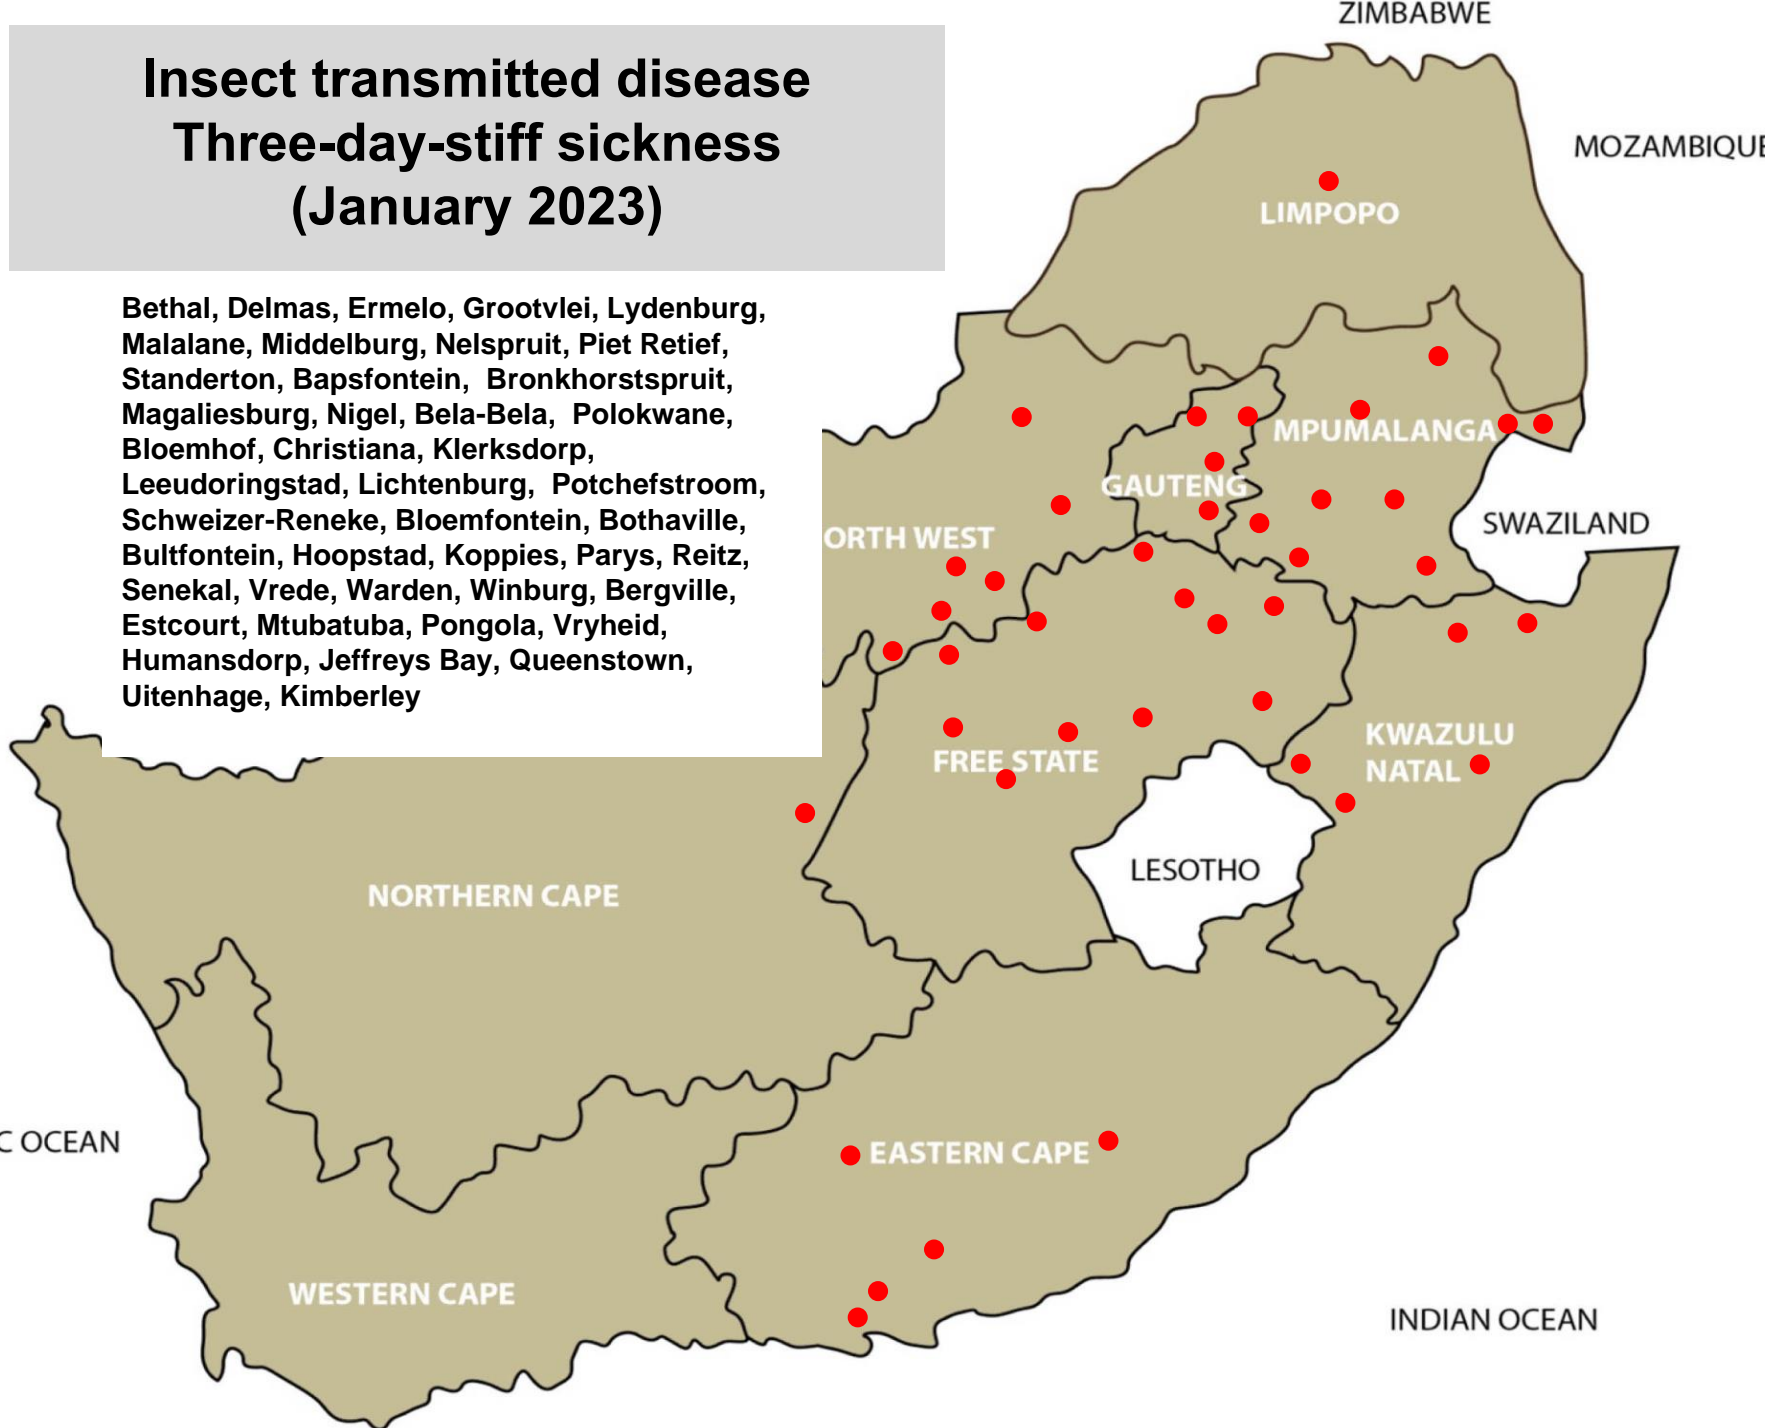 ZIMBABWE
Insect transmitted disease
Three-day-stiff sickness
(January 2023)
MOZAMBIQUE
LIMPOPO
Bethal, Delmas, Ermelo, Grootvlei, Lydenburg,
Malalane, Middelburg, Nelspruit, Piet Retief,
Standerton, Bapsfontein, Bronkhorstspruit,
Magaliesburg, Nigel, Bela-Bela, Polokwane,
Bloemhof, Christiana, Klerksdorp,
Leeudoringstad, Lichtenburg, Potchefstroom,
Schweizer-Reneke, Bloemfontein, Bothaville,
Bultfontein, Hoopstad, Koppies, Parys, Reitz,
Senekal, Vrede, Warden, Winburg, Bergville,
Estcourt, Mtubatuba, Pongola, Vryheid,
Humansdorp, Jeffreys Bay, Queenstown,
Uitenhage, Kimberley
MPUMALANGA
GAUTENG
SWAZILAND
ORTH WEST
KWAZULU
NATAL
FREE STATE
LESOTHO
NORTHERN CAPE
C OCEAN
EASTERN CAPE
WESTERN CAPE
INDIAN OCEAN